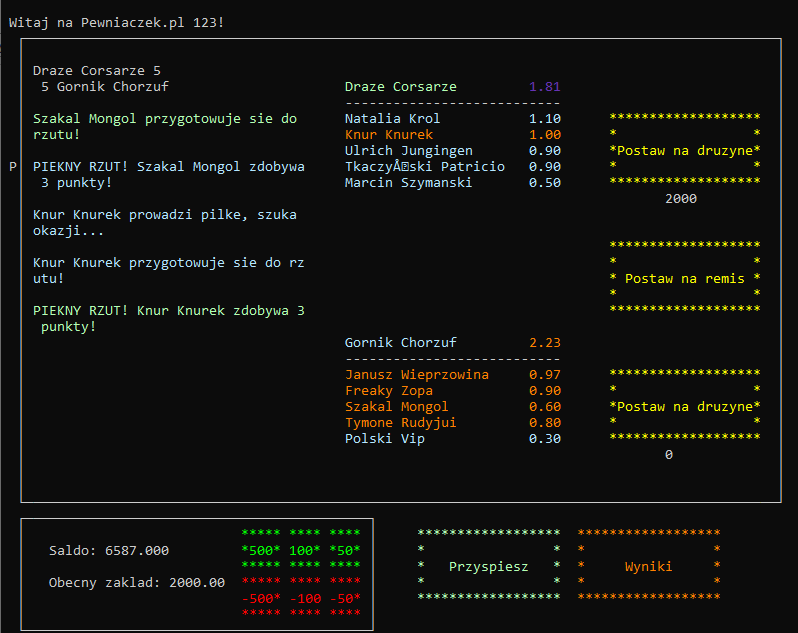 Witaj na Pewniaczek.pl 123!
Draze Corsarze 5
5 Gornik Chorzuf
Szakal Mongol przygotowuje sie do
rzutu!
P
PIEKNY RZUT! Szakal Mongol zdobywa
3 punkty!
Knur Knurek prowadzi pilke, szuka
okazji...
Knur Knurek przygotowuje sie do rz
utu!
PIEKNY RZUT! Knur Knurek zdobywa 3
punkty!
Draze Corsarze 1.81
---------------------------
Natalia Krol 1.10
Knur Knurek 1.00
Ulrich Jungingen 0.90
TkaczyÅ⍰ski Patricio 0.90
Marcin Szymanski 0.50
Gornik Chorzuf 2.23
---------------------------
Janusz Wieprzowina 0.97
Freaky Zopa 0.90
Szakal Mongol 0.60
Tymone Rudyjui 0.80
Polski Vip 0.30
*******************
* *
*Postaw na druzyne*
* *
*******************
2000
*******************
* *
* Postaw na remis *
* *
*******************
*******************
* *
*Postaw na druzyne*
* *
*******************
0
Saldo: 6587.000
Obecny zaklad: 2000.00
***** **** ****
*500* 100* *50*
***** **** ****
***** **** ****
-500* -100 -50*
***** **** ****
******************
* *
* Przyspiesz *
* *
******************
******************
* *
* Wyniki *
* *
******************